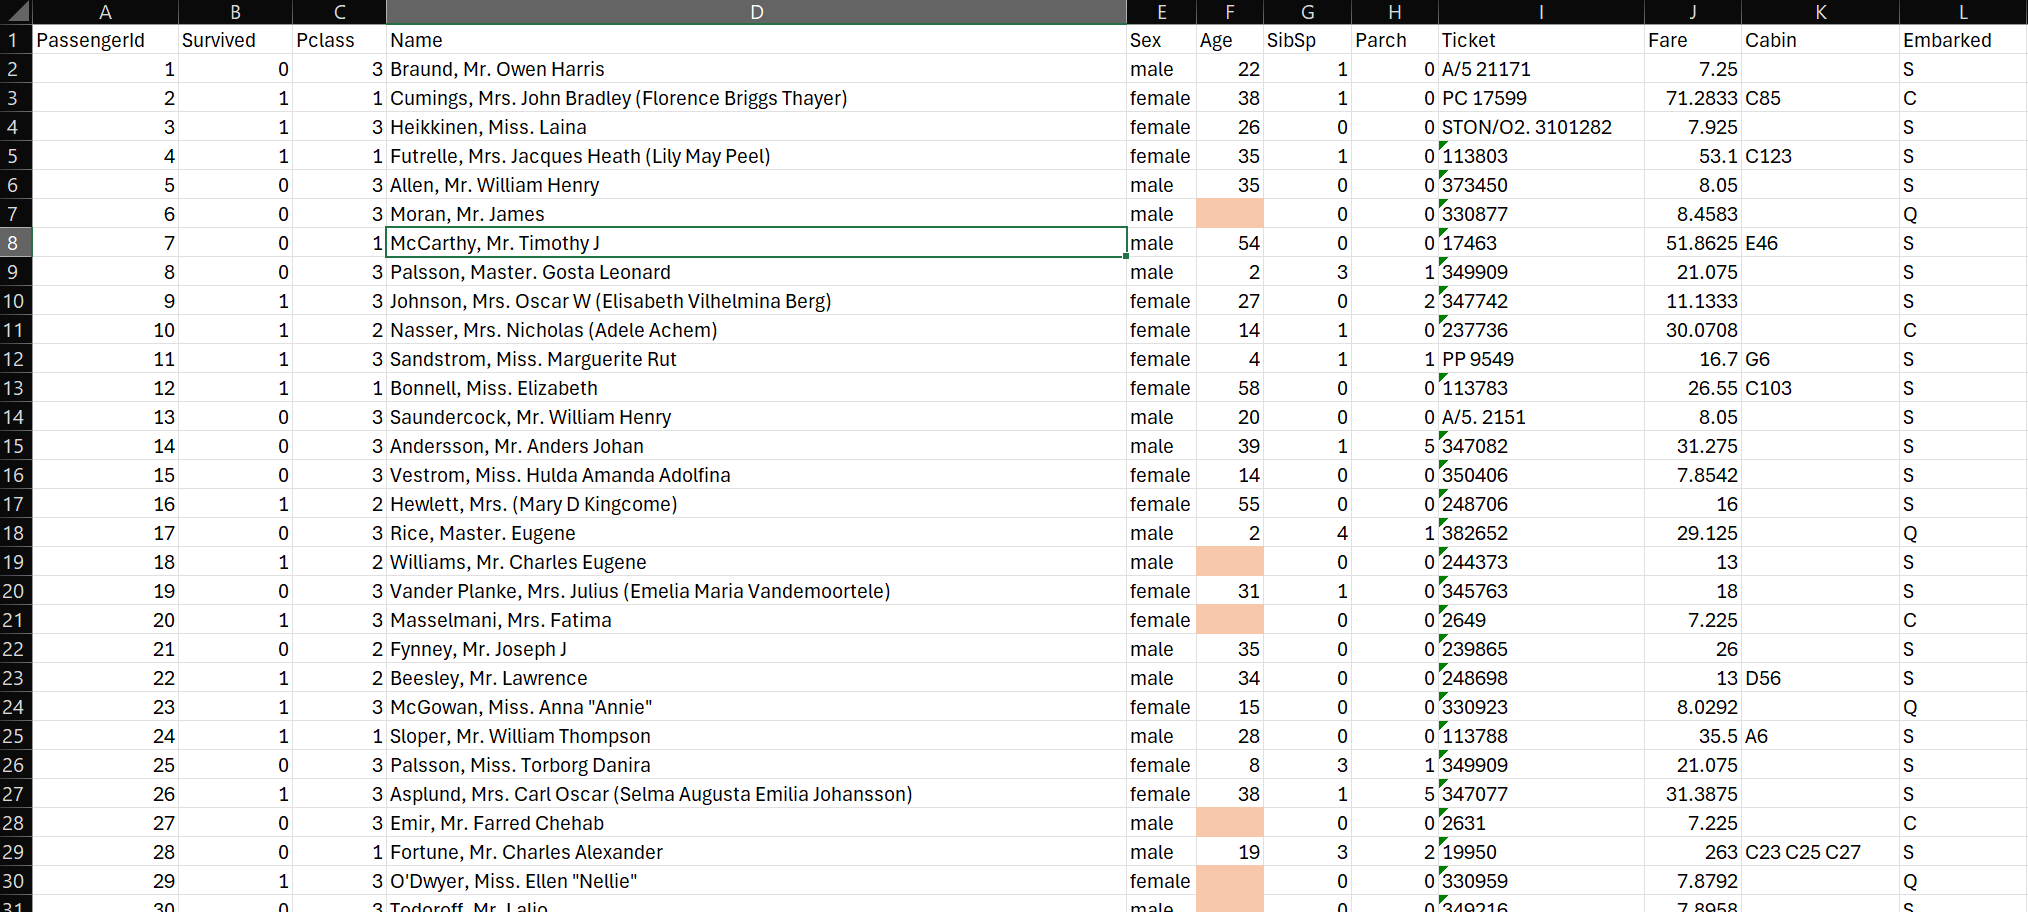 A B C D E F G H I J K L
1 PassengerId Survived Pclass Name Sex Age SibSp Parch Ticket Fare Cabin Embarked
2 1 0 3 Braund, Mr. Owen Harris male 22 1 0 A/5 21171 7.25 S
3 2 1 1 Cumings, Mrs. John Bradley (Florence Briggs Thayer) female 38 1 0 PC 17599 71.2833 C85 C
4 3 1 3 Heikkinen, Miss. Laina female 26 0 0 STON/O2. 3101282 7.925 S
5 4 1 1 Futrelle, Mrs. Jacques Heath (Lily May Peel) female 35 1 0 113803 53.1 C123 S
6 5 0 3 Allen, Mr. William Henry male 35 0 0 373450 8.05 S
7 6 0 3 Moran, Mr. James male 0 0 330877 8.4583 Q
8 7 0 1 McCarthy, Mr. Timothy J male 54 0 0 17463 51.8625 E46 S
9 8 0 3 Palsson, Master. Gosta Leonard male 2 3 1 349909 21.075 S
10 9 1 3 Johnson, Mrs. Oscar W (Elisabeth Vilhelmina Berg) female 27 0 2 347742 11.1333 S
11 10 1 2 Nasser, Mrs. Nicholas (Adele Achem) female 14 1 0 237736 30.0708 C
12 11 1 3 Sandstrom, Miss. Marguerite Rut female 4 1 1 PP 9549 16.7 G6 S
13 12 1 1 Bonnell, Miss. Elizabeth female 58 0 0 113783 26.55 C103 S
14 13 0 3 Saundercock, Mr. William Henry male 20 0 0 A/5. 2151 8.05 S
15 14 0 3 Andersson, Mr. Anders Johan male 39 1 5 347082 31.275 S
16 15 0 3 Vestrom, Miss. Hulda Amanda Adolfina female 14 0 0 350406 7.8542 S
17 16 1 2 Hewlett, Mrs. (Mary D Kingcome) female 55 0 0 248706 16 S
18 17 0 3 Rice, Master. Eugene male 2 4 1 382652 29.125 Q
19 18 1 2 Williams, Mr. Charles Eugene male 0 0 244373 13 S
20 19 0 3 Vander Planke, Mrs. Julius (Emelia Maria Vandemoortele) female 31 1 0 345763 18 S
21 20 1 3 Masselmani, Mrs. Fatima female 0 0 2649 7.225 C
22 21 0 2 Fynney, Mr. Joseph J male 35 0 0 239865 26 S
23 22 1 2 Beesley, Mr. Lawrence male 34 0 0 248698 13 D56 S
24 23 1 3 McGowan, Miss. Anna "Annie" female 15 0 0 330923 8.0292 Q
25 24 1 1 Sloper, Mr. William Thompson male 28 0 0 113788 35.5 A6 S
26 25 0 3 Palsson, Miss. Torborg Danira female 8 3 1 349909 21.075 S
27 26 1 3 Asplund, Mrs. Carl Oscar (Selma Augusta Emilia Johansson) female 38 1 5 347077 31.3875 S
28 27 0 3 Emir, Mr. Farred Chehab male 0 0 2631 7.225 C
29 28 0 1 Fortune, Mr. Charles Alexander male 19 3 2 19950 263 C23 C25 C27 S
30 29 1 3 O'Dwyer, Miss. Ellen "Nellie" female 0 0 330959 7.8792 Q
31 30 0 3 Todoroff, Mr. Lalio male 0 0 349216 7.8958 S